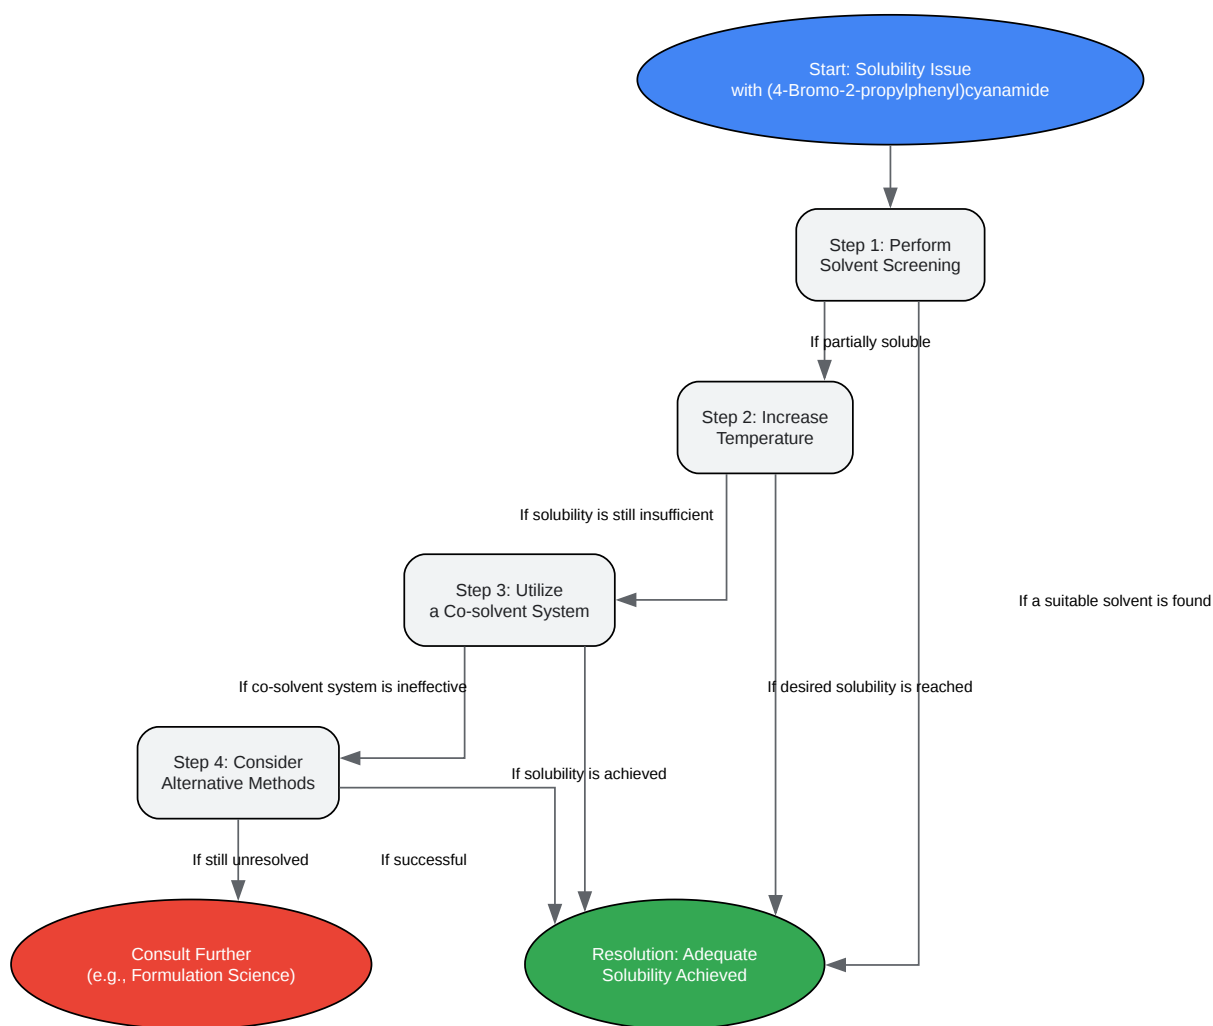 Start: Solubility Issue
with (4-Bromo-2-propylphenyl)cyanamide
Step 1: Perform
Solvent Screening
If partially soluble
Step 2: Increase
Temperature
If solubility is still insufficient
Step 3: Utilize
a Co-solvent System
If a suitable solvent is found
If co-solvent system is ineffective
If desired solubility is reached
Step 4: Consider
Alternative Methods
If solubility is achieved
If still unresolved
If successful
Consult Further
(e.g., Formulation Science)
Resolution: Adequate
Solubility Achieved